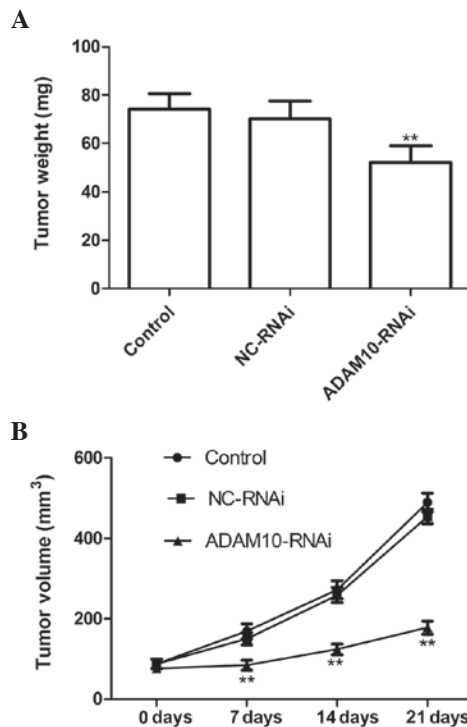 A
Tumor weight (mg)
100
80
60
40
20
0
**
Control
NC-RNAi
ADAM10-RNAi
B
Tumor volume (mm³)
600
400
200
0
Control
NC-RNAi
ADAM10-RNAi
**
**
**
0 days
7 days
14 days
21 days